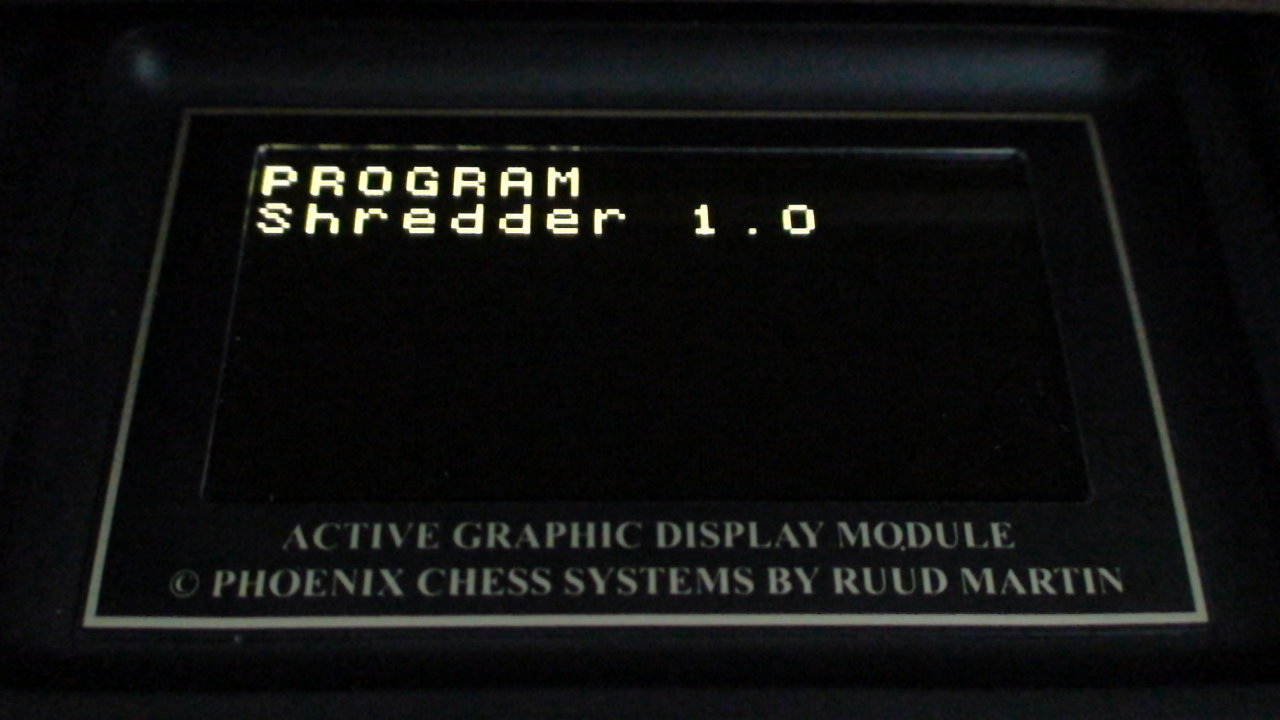 PROGRAM
Shredder 1.0
ACTIVE GRAPHIC DISPLAY MODULE
© PHOENIX CHESS SYSTEMS BY RUUD MARTIN